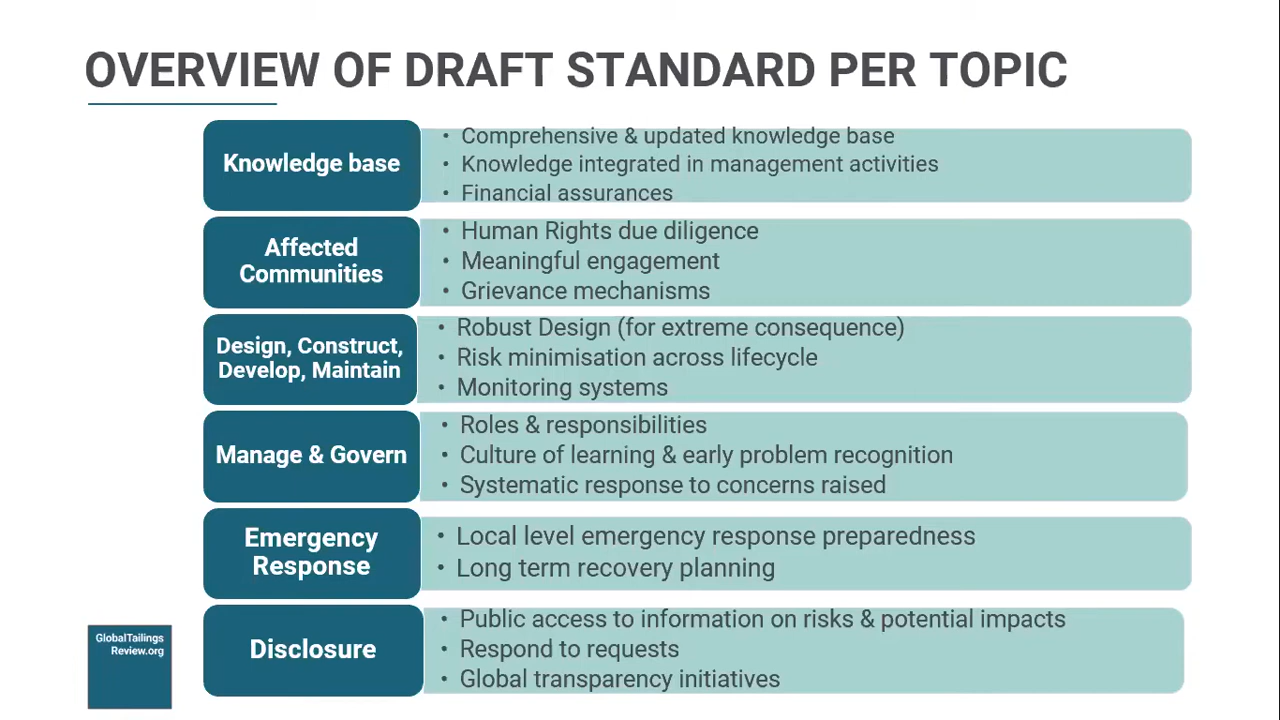 OVERVIEW OF DRAFT STANDARD PER TOPIC
Knowledge base
• Comprehensive & updated knowledge base
• Knowledge integrated in management activities
• Financial assurances
Affected
Communities
• Human Rights due diligence
• Meaningful engagement
• Grievance mechanisms
Design, Construct,
Develop, Maintain
• Robust Design (for extreme consequence)
• Risk minimisation across lifecycle
• Monitoring systems
Manage & Govern
• Roles & responsibilities
• Culture of learning & early problem recognition
• Systematic response to concerns raised
Emergency
Response
• Local level emergency response preparedness
• Long term recovery planning
Disclosure
• Public access to information on risks & potential impacts
• Respond to requests
• Global transparency initiatives
GlobalTailings
Review.org